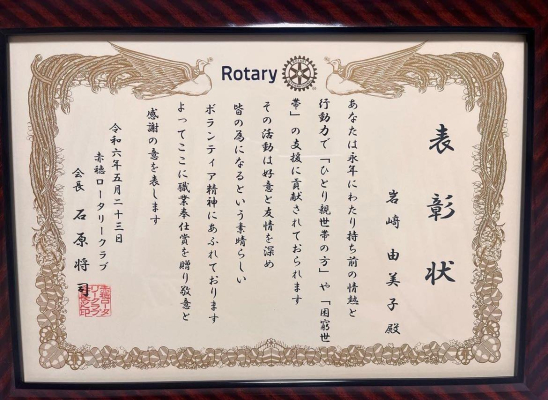 Rotary
表彰状
岩﨑 由美子 殿
あなたは永年にわたり持ち前の情熱と
行動力で「ひとり親世帯の方」や「困窮世
帯」の支援に貢献されておられます
その活動は好意と友情を深め
皆の為になるという素晴らしい
ボランティア精神にあふれております
よってここに職業奉仕賞を贈り敬意と
感謝の意を表します
令和六年五月二十三日
赤穂ロータリークラブ
会長 石原将司